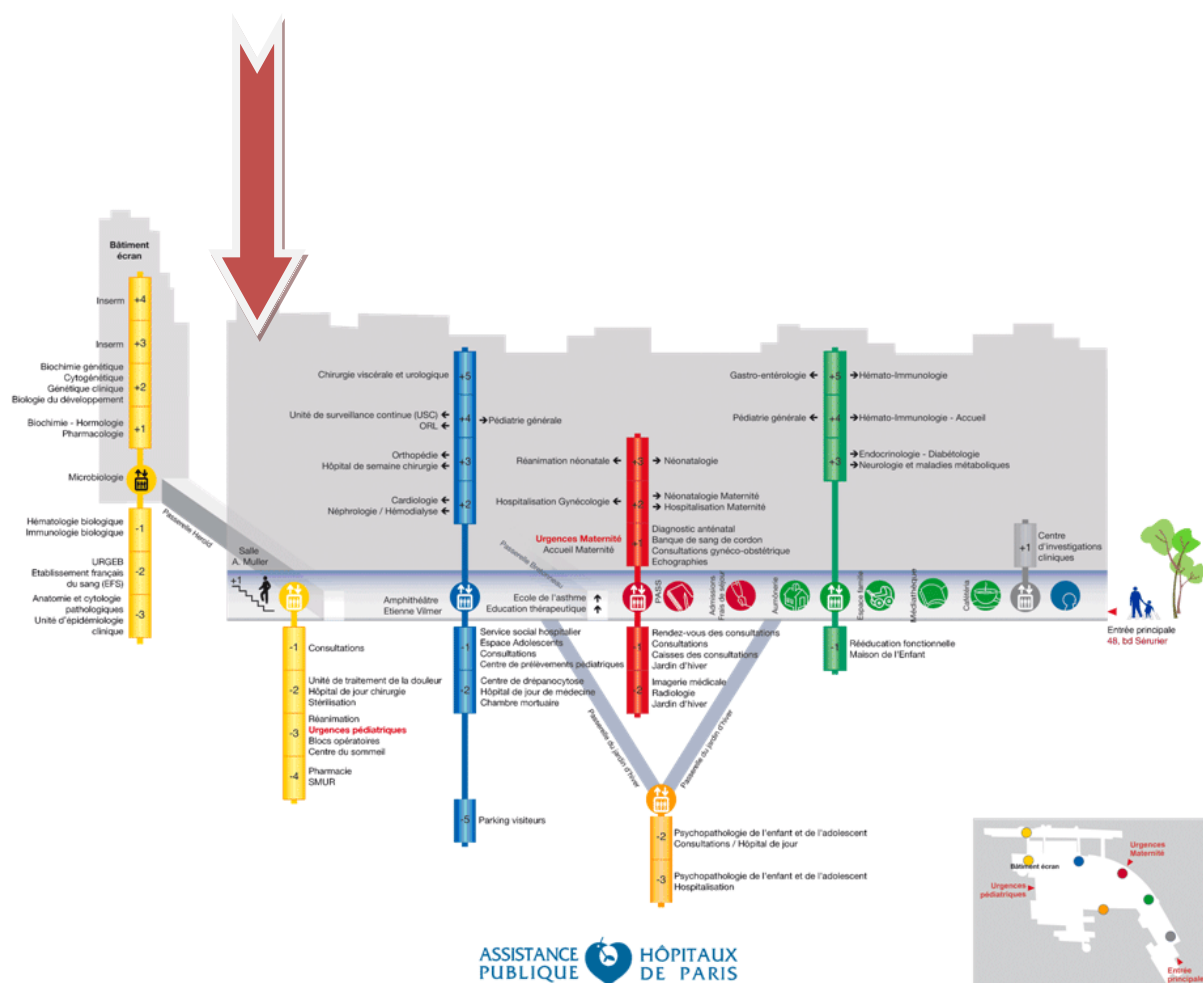 Bâtiment
écran
+4
Inserm
+3
Inserm
Biochimie génétique
Cytogénétique
Génétique clinique
Biologie du développement
+2
Biochimie - Hormologie
Pharmacologie
+1
Microbiologie
Hématologie biologique
Immunologie biologique
-1
URGEB
Etablissement français
du sang (EFS)
-2
Anatomie et cytologie
pathologiques
Unité d'épidémiologie
clinique
-3
Passerelle Herold
Salle
A. Muller
+1
-1
Consultations
-2
Unité de traitement de la douleur
Hôpital de jour chirurgie
Stérilisation
-3
Réanimation
Urgences pédiatriques
Blocs opératoires
Centre du sommeil
-4
Pharmacie
SMUR
Chirurgie viscérale et urologique
+5
Unité de surveillance continue (USC) ←
ORL ←
+4
→ Pédiatrie générale
Orthopédie ←
Hôpital de semaine chirurgie ←
+3
Cardiologie ←
Néphrologie / Hémodialyse ←
+2
Amphithéâtre
Etienne Vilmer
-1
Service social hospitalier
Espace Adolescents
Consultations
Centre de prélèvements pédiatriques
-2
Centre de drépanocytose
Hôpital de jour de médecine
Chambre mortuaire
-5
Parking visiteurs
Réanimation néonatale ←
+3
→ Néonatalogie
Hospitalisation Gynécologie ←
+2
→ Néonatalogie Maternité
→ Hospitalisation Maternité
Urgences Maternité
Accueil Maternité
+1
Diagnostic anténatal
Banque de sang de cordon
Consultations gynéco-obstétrique
Echographies
Passerelle Bretonneau
Ecole de l'asthme ↑
Education thérapeutique ↑
PASS
Admissions
Frais de séjour
Aumônerie
-1
Rendez-vous des consultations
Consultations
Caisses des consultations
Jardin d'hiver
-2
Imagerie médicale
Radiologie
Jardin d'hiver
Passerelle du jardin d'hiver
Passerelle du jardin d'hiver
-2
Psychopathologie de l'enfant et de l'adolescent
Consultations / Hôpital de jour
-3
Psychopathologie de l'enfant et de l'adolescent
Hospitalisation
Gastro-entérologie ←
+5
→ Hémato-Immunologie
Pédiatrie générale ←
+4
→ Hémato-Immunologie - Accueil
+3
→ Endocrinologie - Diabétologie
→ Neurologie et maladies métaboliques
Espace famille
Médiathèque
Cafétéria
-1
Rééducation fonctionnelle
Maison de l'Enfant
+1
Centre
d'investigations
cliniques
Entrée principale
48, bd Sérurier
Urgences
Maternité
Bâtiment écran
Urgences
pédiatriques
Entrée
principale
ASSISTANCE HÔPITAUX
PUBLIQUE DE PARIS